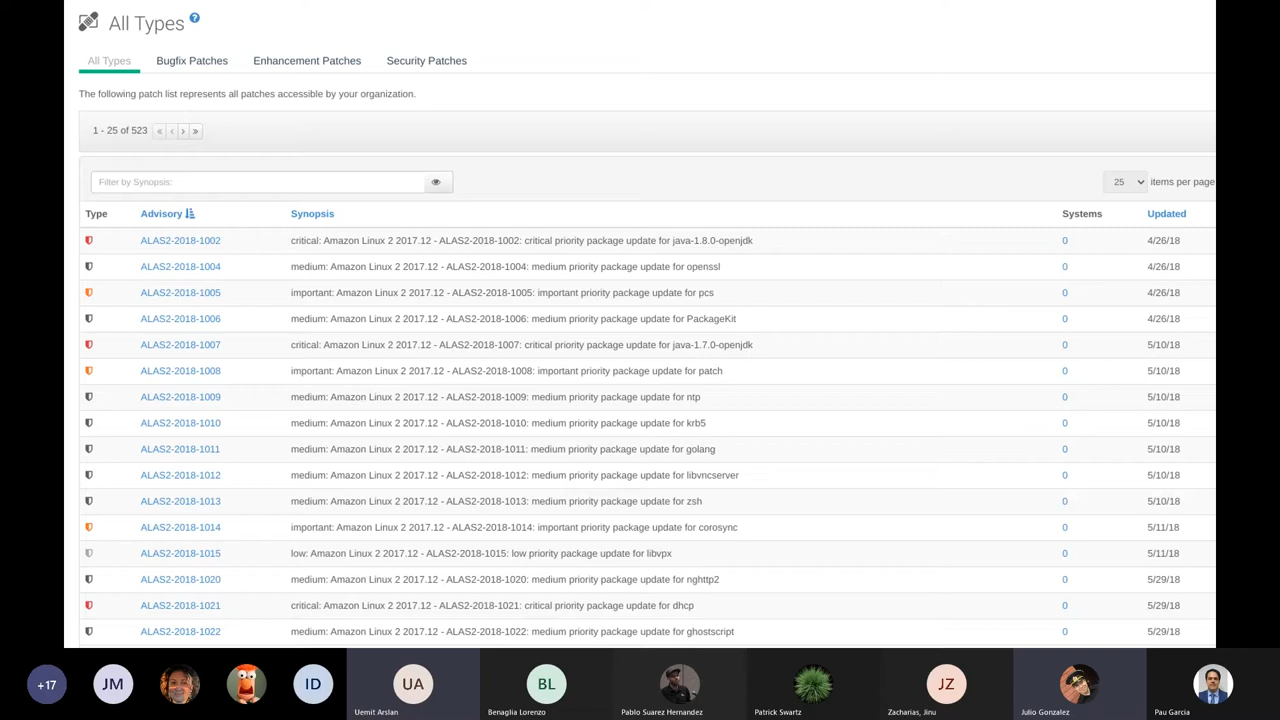 All Types ?
All Types Bugfix Patches Enhancement Patches Security Patches
The following patch list represents all patches accessible by your organization.
1 - 25 of 523 « ‹ › »
Filter by Synopsis: 25 items per page
Type Advisory Synopsis Systems Updated
ALAS2-2018-1002 critical: Amazon Linux 2 2017.12 - ALAS2-2018-1002: critical priority package update for java-1.8.0-openjdk 0 4/26/18
ALAS2-2018-1004 medium: Amazon Linux 2 2017.12 - ALAS2-2018-1004: medium priority package update for openssl 0 4/26/18
ALAS2-2018-1005 important: Amazon Linux 2 2017.12 - ALAS2-2018-1005: important priority package update for pcs 0 4/26/18
ALAS2-2018-1006 medium: Amazon Linux 2 2017.12 - ALAS2-2018-1006: medium priority package update for PackageKit 0 4/26/18
ALAS2-2018-1007 critical: Amazon Linux 2 2017.12 - ALAS2-2018-1007: critical priority package update for java-1.7.0-openjdk 0 5/10/18
ALAS2-2018-1008 important: Amazon Linux 2 2017.12 - ALAS2-2018-1008: important priority package update for patch 0 5/10/18
ALAS2-2018-1009 medium: Amazon Linux 2 2017.12 - ALAS2-2018-1009: medium priority package update for ntp 0 5/10/18
ALAS2-2018-1010 medium: Amazon Linux 2 2017.12 - ALAS2-2018-1010: medium priority package update for krb5 0 5/10/18
ALAS2-2018-1011 medium: Amazon Linux 2 2017.12 - ALAS2-2018-1011: medium priority package update for golang 0 5/10/18
ALAS2-2018-1012 medium: Amazon Linux 2 2017.12 - ALAS2-2018-1012: medium priority package update for libvncserver 0 5/10/18
ALAS2-2018-1013 medium: Amazon Linux 2 2017.12 - ALAS2-2018-1013: medium priority package update for zsh 0 5/10/18
ALAS2-2018-1014 important: Amazon Linux 2 2017.12 - ALAS2-2018-1014: important priority package update for corosync 0 5/11/18
ALAS2-2018-1015 low: Amazon Linux 2 2017.12 - ALAS2-2018-1015: low priority package update for libvpx 0 5/11/18
ALAS2-2018-1020 medium: Amazon Linux 2 2017.12 - ALAS2-2018-1020: medium priority package update for nghttp2 0 5/29/18
ALAS2-2018-1021 critical: Amazon Linux 2 2017.12 - ALAS2-2018-1021: critical priority package update for dhcp 0 5/29/18
ALAS2-2018-1022 medium: Amazon Linux 2 2017.12 - ALAS2-2018-1022: medium priority package update for ghostscript 0 5/29/18
+17 JM ID UA BL JZ
Uemit Arslan Benaglia Lorenzo Pablo Suarez Hernandez Patrick Swartz Zacharias, Jinu Julio Gonzalez Pau Garcia